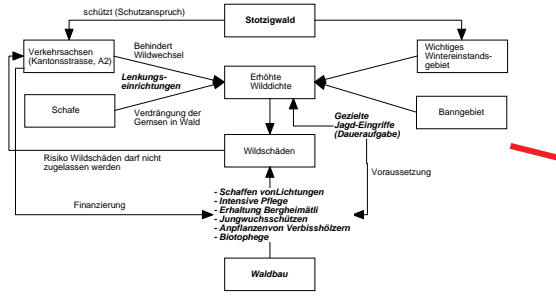 schützt (Schutzanspruch)
Stotzigwald
Verkehrsachsen
(Kantonsstrasse, A2)
Behindert
Wildwechsel
Lenkungs-
einrichtungen
Erhöhte
Wilddichte
Wichtiges
Wintereinstands-
gebiet
Schafe
Verdrängung der
Gemsen in Wald
Gezielte
Jagd-Eingriffe
(Daueraufgabe)
Banngebiet
Wildschäden
Risiko Wildschäden darf nicht
zugelassen werden
Voraussetzung
Finanzierung
- Schaffen vonLichtungen
- Intensive Pflege
- Erhaltung Bergheimätli
- Jungwuchsschützen
- Anpflanzenvon Verbisshölzern
- Biotophege
Waldbau